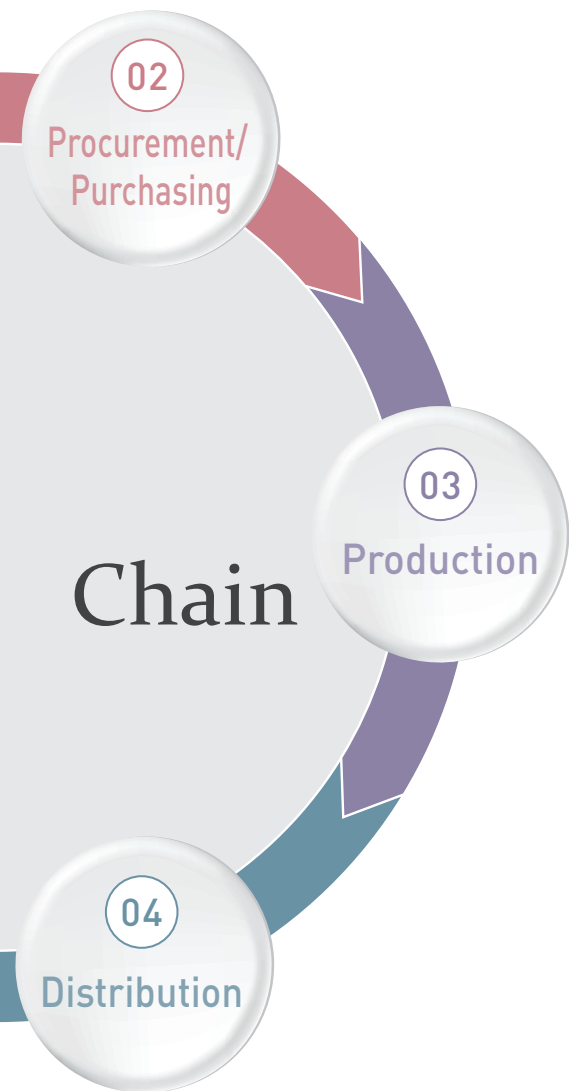 02
Procurement/
Purchasing
03
Production
Chain
04
Distribution